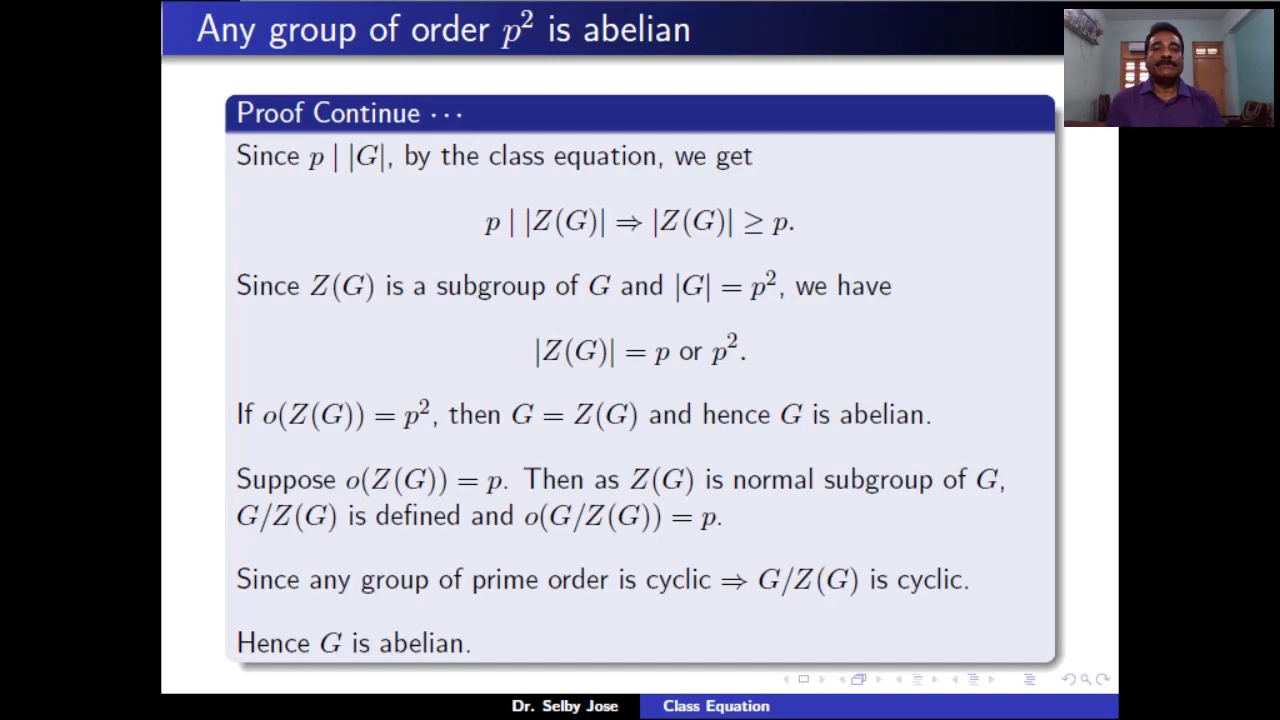 Any group of order p² is abelian
Proof Continue ···
Since p | |G|, by the class equation, we get
p | |Z(G)| ⇒ |Z(G)| ≥ p.
Since Z(G) is a subgroup of G and |G| = p², we have
|Z(G)| = p or p².
If o(Z(G)) = p², then G = Z(G) and hence G is abelian.
Suppose o(Z(G)) = p. Then as Z(G) is normal subgroup of G,
G/Z(G) is defined and o(G/Z(G)) = p.
Since any group of prime order is cyclic ⇒ G/Z(G) is cyclic.
Hence G is abelian.
Dr. Selby Jose
Class Equation